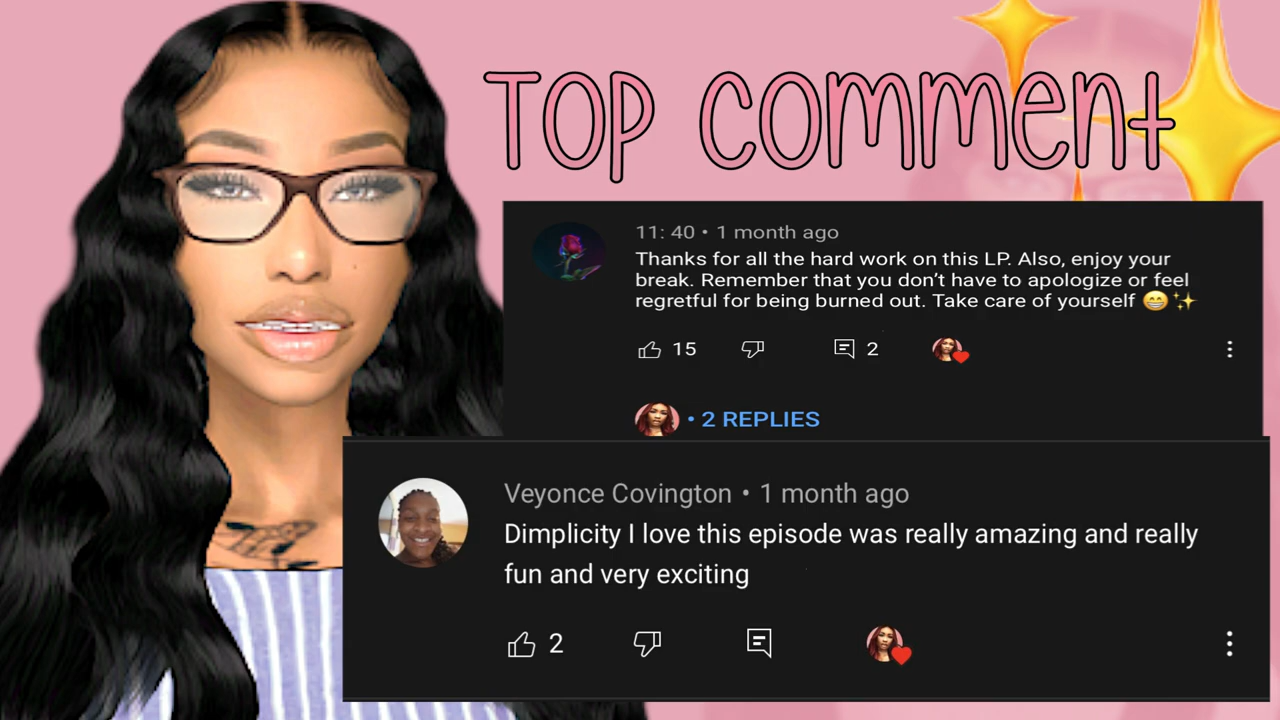 TOP COMMENT
11: 40 • 1 month ago
Thanks for all the hard work on this LP. Also, enjoy your
break. Remember that you don’t have to apologize or feel
regretful for being burned out. Take care of yourself 😁✨
15 2
• 2 REPLIES
Veyonce Covington • 1 month ago
Dimplicity I love this episode was really amazing and really
fun and very exciting
2